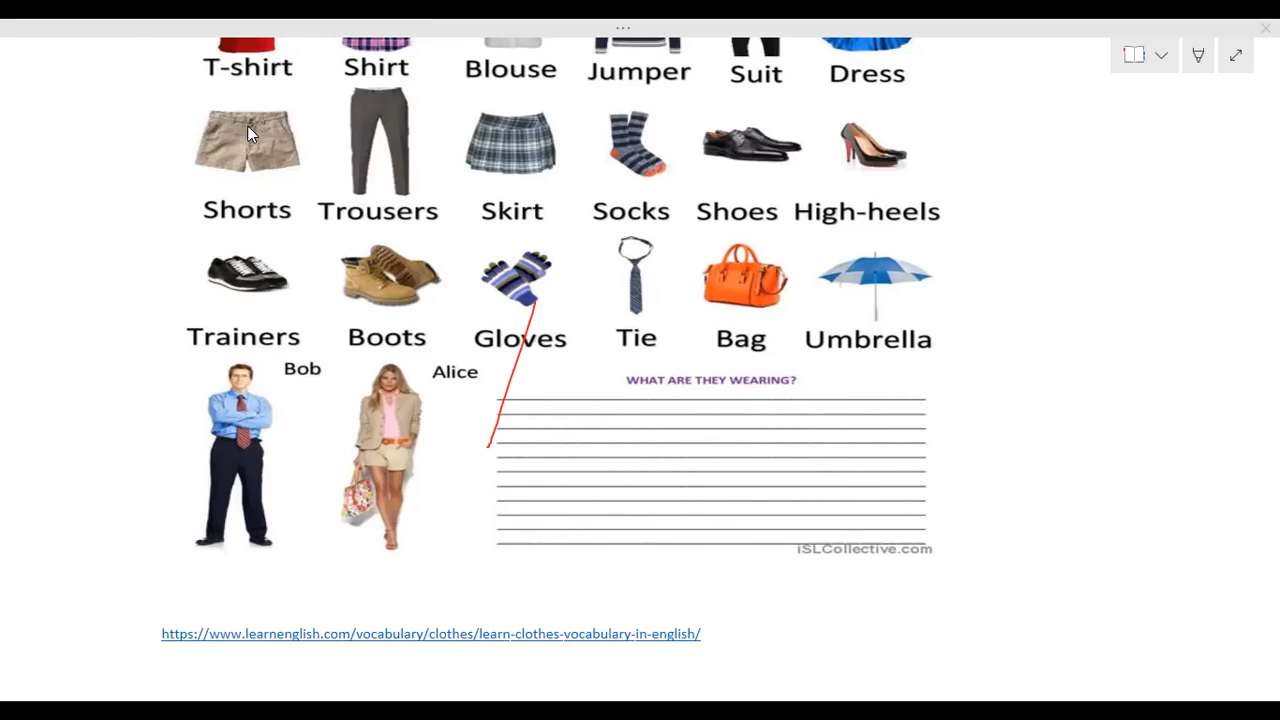 T-shirt Shirt Blouse Jumper Suit Dress
Shorts Trousers Skirt Socks Shoes High-heels
Trainers Boots Gloves Tie Bag Umbrella
Bob Alice
WHAT ARE THEY WEARING?
iSLCollective.com
https://www.learnenglish.com/vocabulary/clothes/learn-clothes-vocabulary-in-english/